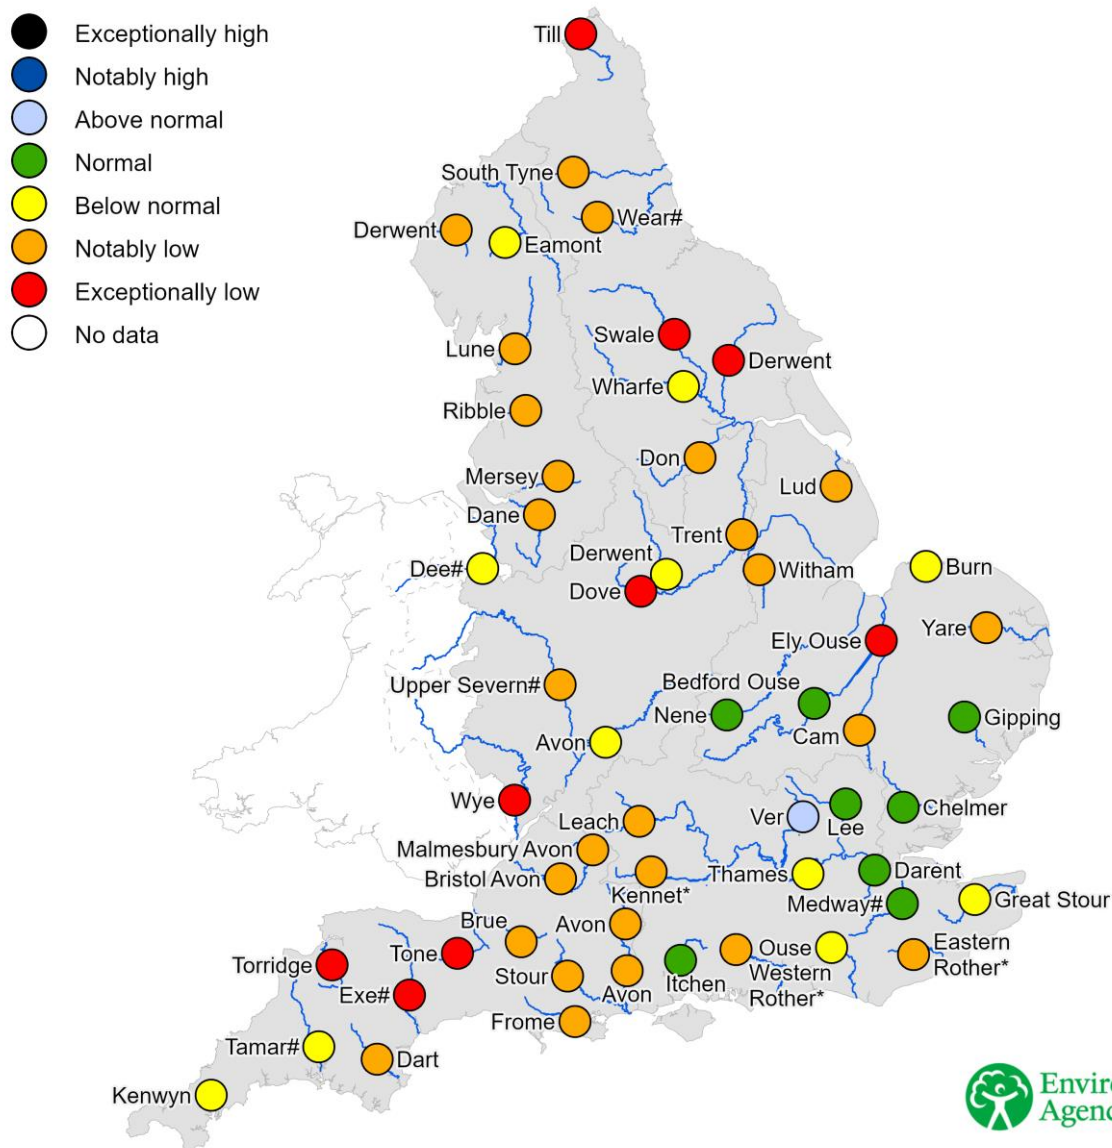 Exceptionally high
Notably high
Above normal
Normal
Below normal
Notably low
Exceptionally low
No data
Till
South Tyne
Wear#
Derwent
Eamont
Swale
Derwent
Lune
Wharfe
Ribble
Don
Mersey
Lud
Dane
Trent
Derwent
Dee#
Witham
Burn
Dove
Yare
Ely Ouse
Upper Severn#
Bedford Ouse
Nene
Gipping
Cam
Avon
Wye
Chelmer
Ver
Lee
Leach
Malmesbury Avon
Thames
Darent
Bristol Avon
Kennet*
Medway#
Great Stour
Brue
Avon
Ouse
Eastern
Rother*
Tone
Torridge
Stour
Avon
Itchen
Western
Rother*
Exe#
Frome
Tamar#
Dart
Kenwyn
Enviro
Agenc